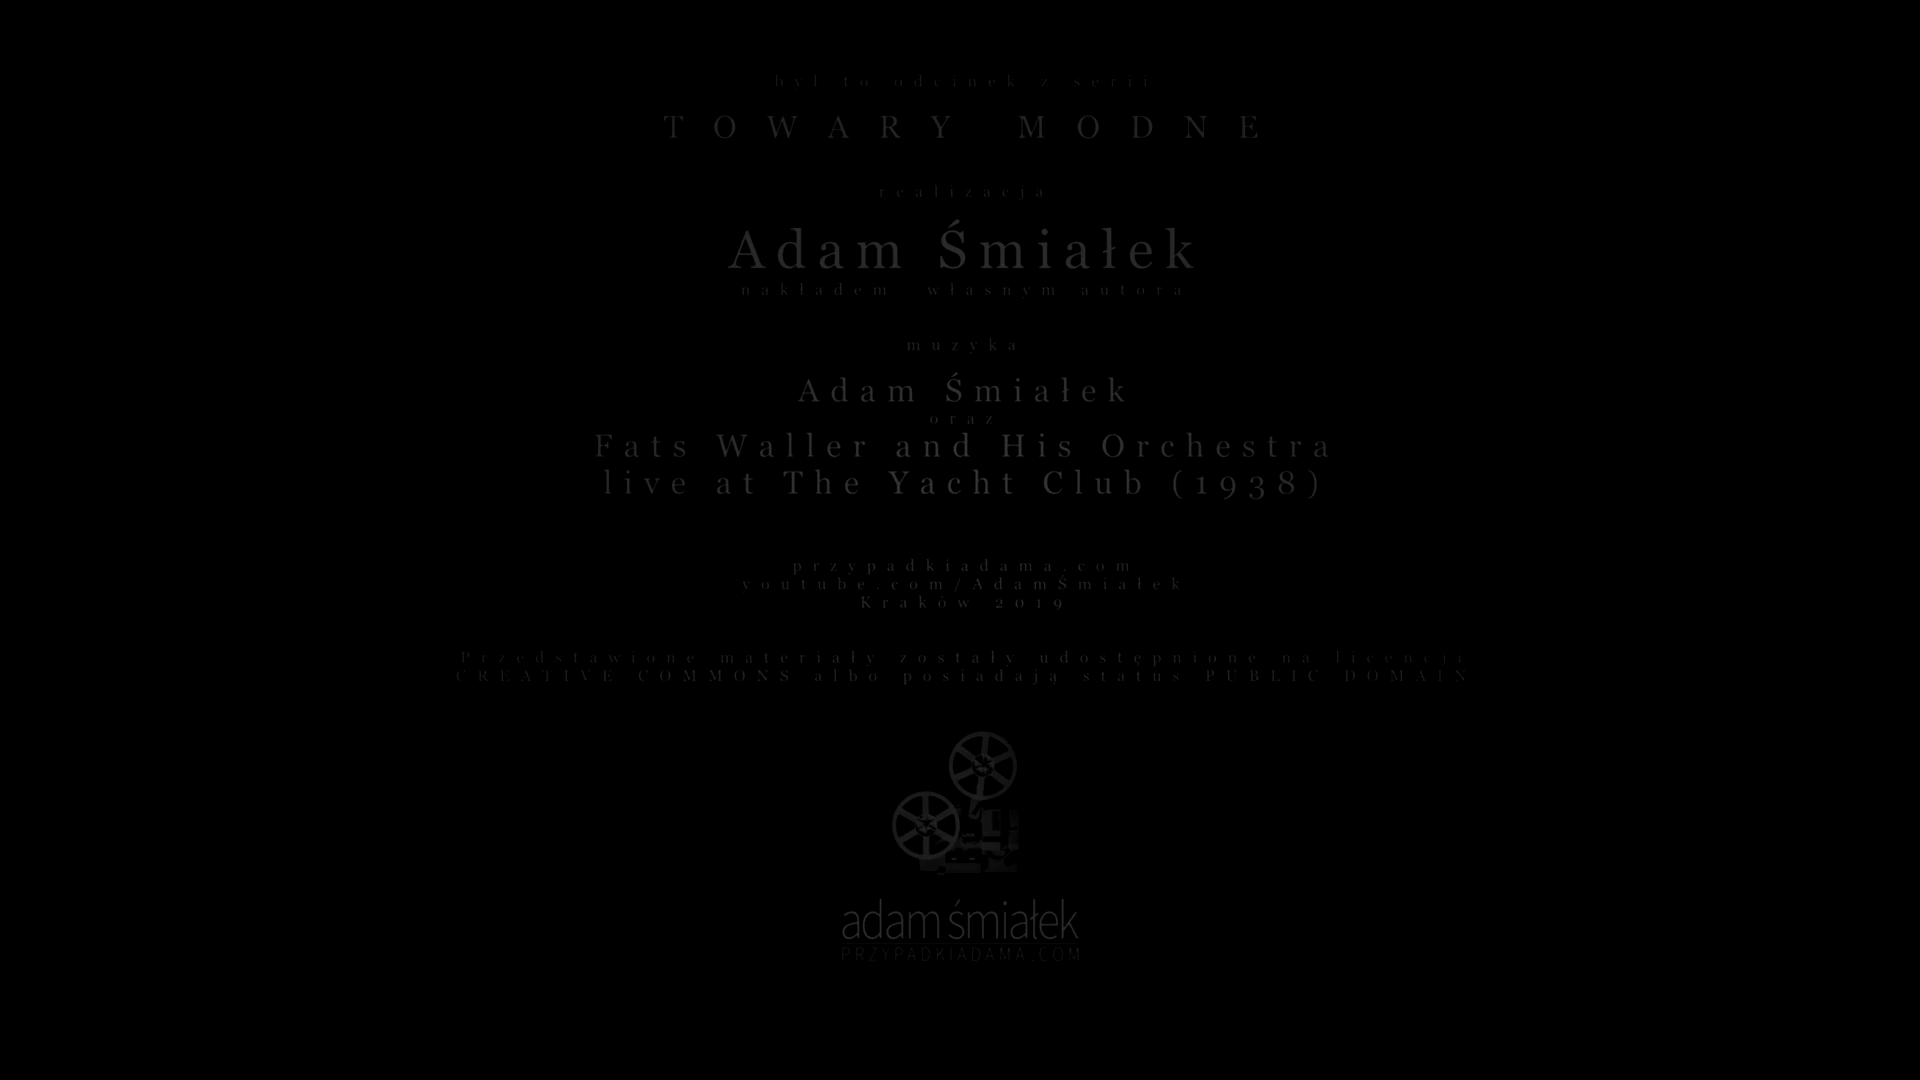 był to odcinek z serii
TOWARY MODNE
realizacja
Adam Śmiałek
nakładem własnym autora
muzyka
Adam Śmiałek
oraz
Fats Waller and His Orchestra
live at The Yacht Club (1938)
przypadkiadama.com
youtube.com/AdamŚmiałek
Kraków 2019
Przedstawione materiały zostały udostępnione na licencji
CREATIVE COMMONS albo posiadają status PUBLIC DOMAIN
adam śmiałek
PRZYPADKIADAMA.COM